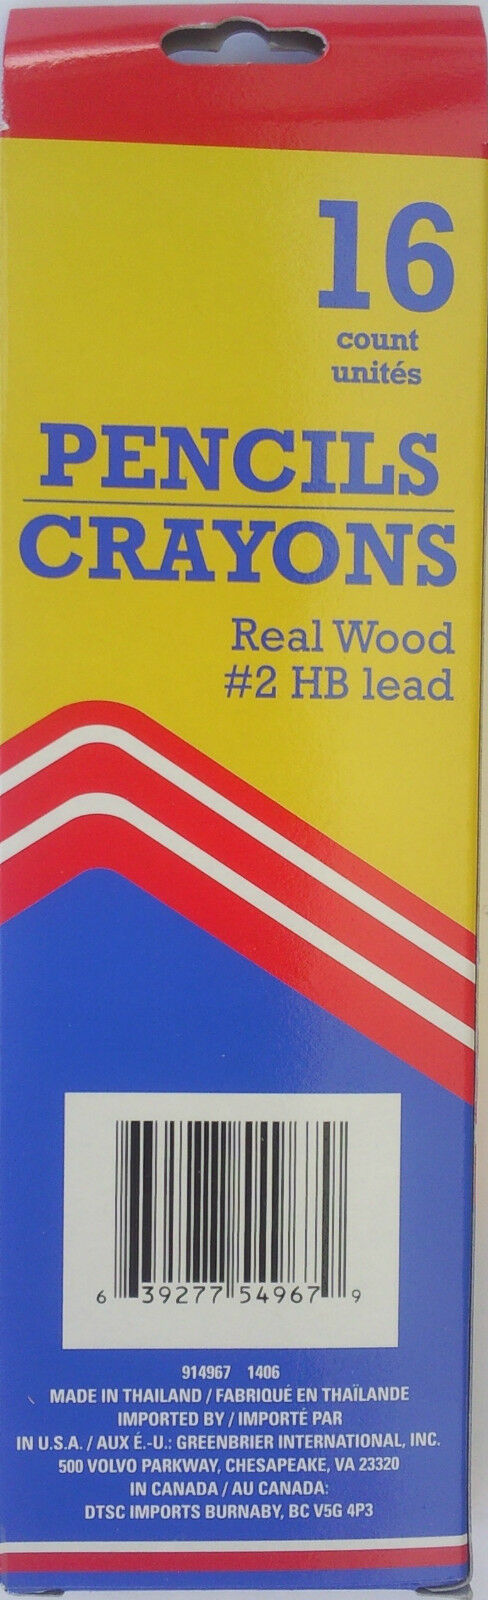 16
count
unités
PENCILS
CRAYONS
Real Wood
#2 HB lead
6 39277 54967 9
914967 1406
MADE IN THAILAND / FABRIQUÉ EN THAÏLANDE
IMPORTED BY / IMPORTÉ PAR
IN U.S.A. / AUX É.-U.: GREENBRIER INTERNATIONAL, INC.
500 VOLVO PARKWAY, CHESAPEAKE, VA 23320
IN CANADA / AU CANADA:
DTSC IMPORTS BURNABY, BC V5G 4P3